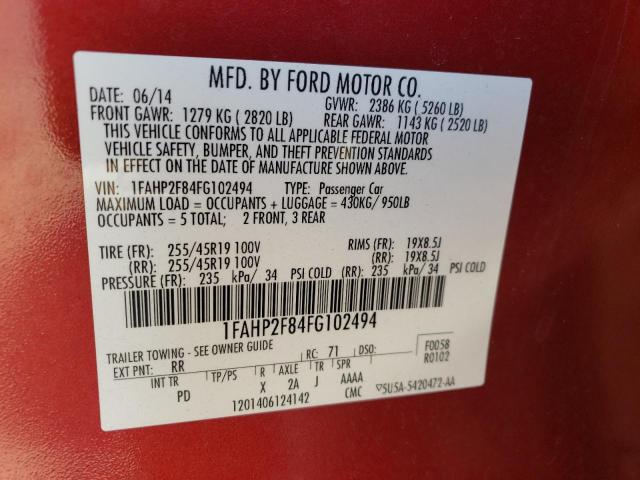 MFD. BY FORD MOTOR CO.
DATE: 06/14 GVWR: 2386 KG ( 5260 LB)
FRONT GAWR: 1279 KG ( 2820 LB) REAR GAWR: 1143 KG ( 2520 LB)
THIS VEHICLE CONFORMS TO ALL APPLICABLE FEDERAL MOTOR
VEHICLE SAFETY, BUMPER, AND THEFT PREVENTION STANDARDS
IN EFFECT ON THE DATE OF MANUFACTURE SHOWN ABOVE.
VIN: 1FAHP2F84FG102494 TYPE: Passenger Car
MAXIMUM LOAD = OCCUPANTS + LUGGAGE = 430KG/ 950LB
OCCUPANTS = 5 TOTAL; 2 FRONT, 3 REAR
TIRE (FR): 255/45R19 100V RIMS (FR): 19X8.5J
(RR): 255/45R19 100V (RR): 19X8.5J
PRESSURE (FR): 235 kPa/ 34 PSI COLD (RR): 235 kPa/ 34 PSI COLD
1FAHP2F84FG102494
TRAILER TOWING - SEE OWNER GUIDE F0058
EXT PNT: RR RC: 71 DSO: R0102
INT TR TP/PS R AXLE TR SPR
PD X 2A J AAAA
1201406124142 CMC 5U5A-5420472-AA